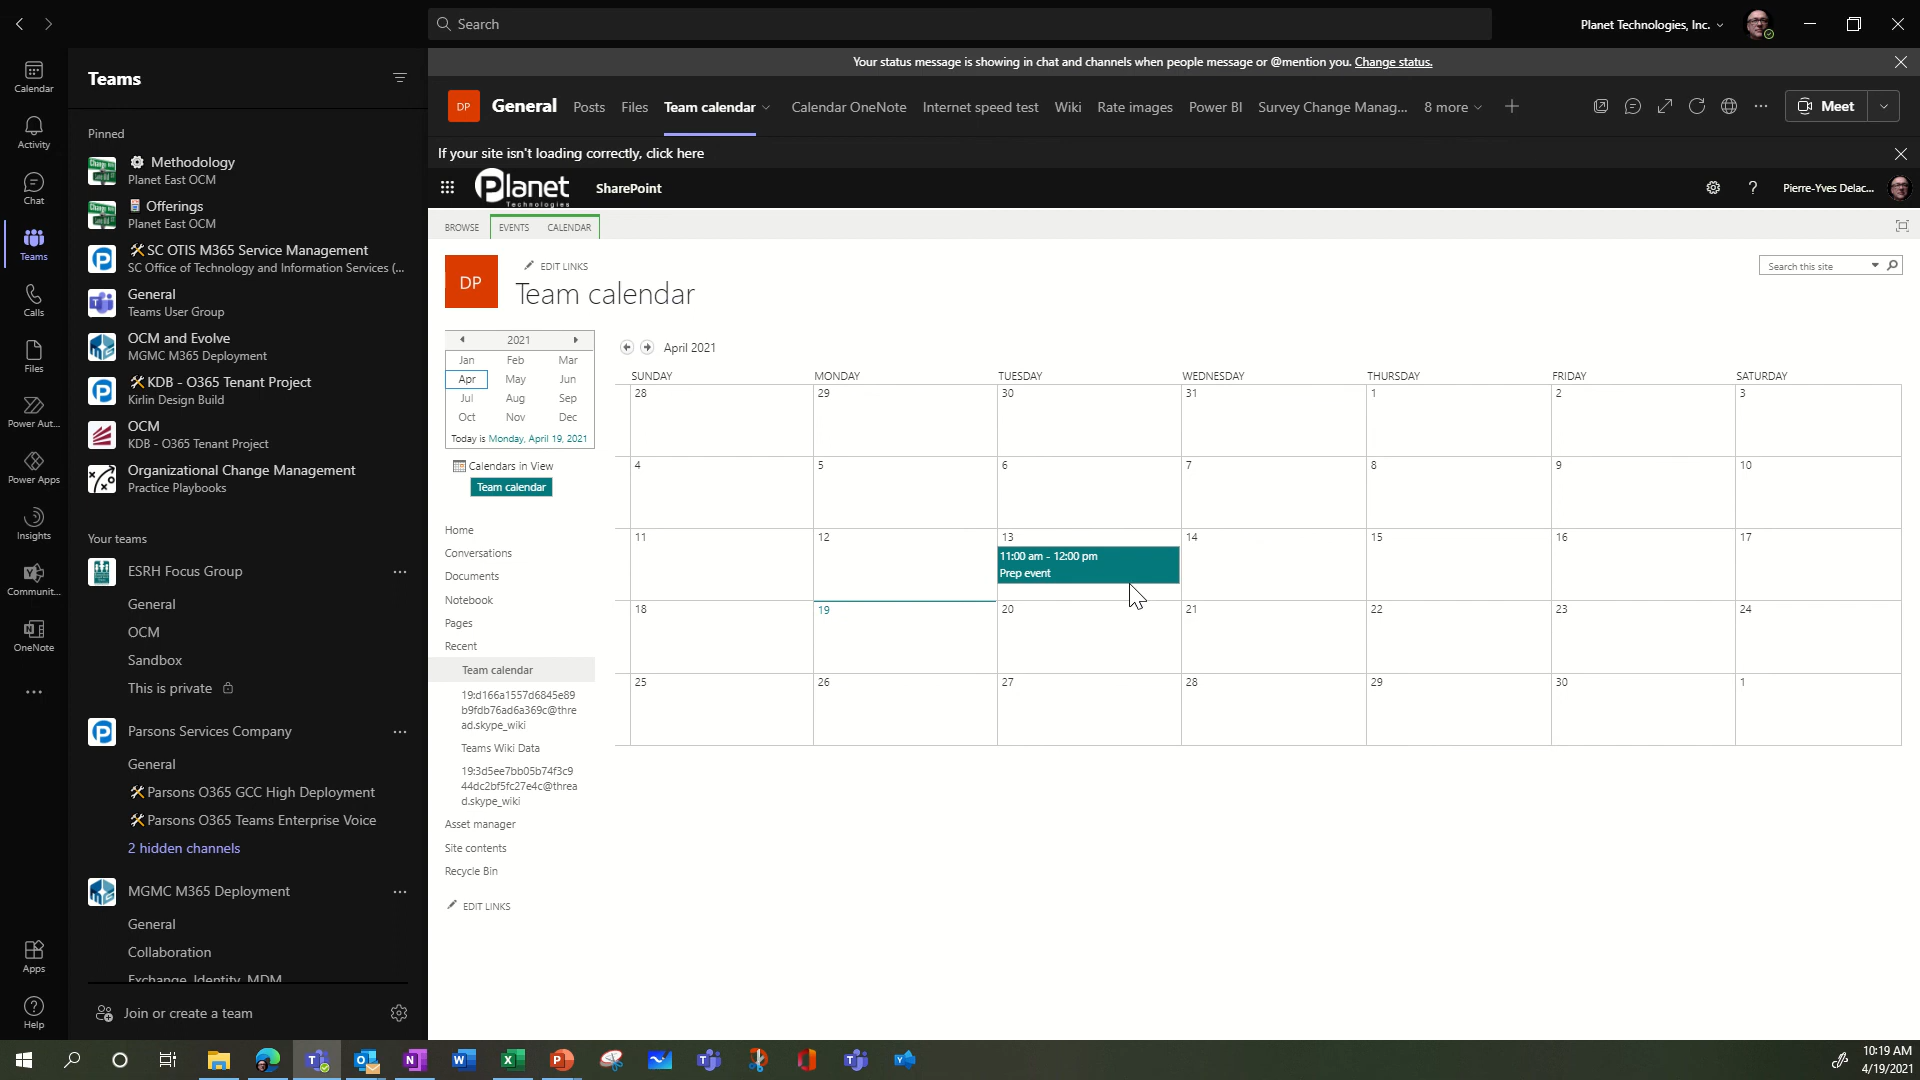 Search
Planet Technologies, Inc.
Your status message is showing in chat and channels when people message or @mention you. Change status.
Calendar
Activity
Chat
Teams
Calls
Files
Power Aut...
Power Apps
Insights
Communit...
OneNote
Apps
Help
Teams
Pinned
Methodology
Planet East OCM
Offerings
Planet East OCM
SC OTIS M365 Service Management
SC Office of Technology and Information Services (...
General
Teams User Group
OCM and Evolve
MGMC M365 Deployment
KDB - O365 Tenant Project
Kirlin Design Build
OCM
KDB - O365 Tenant Project
Organizational Change Management
Practice Playbooks
Your teams
ESRH Focus Group
General
OCM
Sandbox
This is private
Parsons Services Company
General
Parsons O365 GCC High Deployment
Parsons O365 Teams Enterprise Voice
2 hidden channels
MGMC M365 Deployment
General
Collaboration
Exchange, Identity, MDM
Join or create a team
DP General Posts Files Team calendar Calendar OneNote Internet speed test Wiki Rate images Power BI Survey Change Manag... 8 more Meet
If your site isn't loading correctly, click here
Planet Technologies SharePoint ? Pierre-Yves Delac...
BROWSE EVENTS CALENDAR
DP
EDIT LINKS
Team calendar
Search this site
2021
Jan Feb Mar
Apr May Jun
Jul Aug Sep
Oct Nov Dec
Today is Monday, April 19, 2021
Calendars in View
Team calendar
Home
Conversations
Documents
Notebook
Pages
Recent
Team calendar
19:d166a1557d6845e89
b9fdb76ad6a369c@thre
ad.skype_wiki
Teams Wiki Data
19:3d5ee7bb05b74f3c9
44dc2bf5fc27e4c@threa
d.skype_wiki
Asset manager
Site contents
Recycle Bin
EDIT LINKS
April 2021
SUNDAY MONDAY TUESDAY WEDNESDAY THURSDAY FRIDAY SATURDAY
28 29 30 31 1 2 3
4 5 6 7 8 9 10
11 12 13 14 15 16 17
11:00 am - 12:00 pm
Prep event
18 19 20 21 22 23 24
25 26 27 28 29 30 1
10:19 AM
4/19/2021